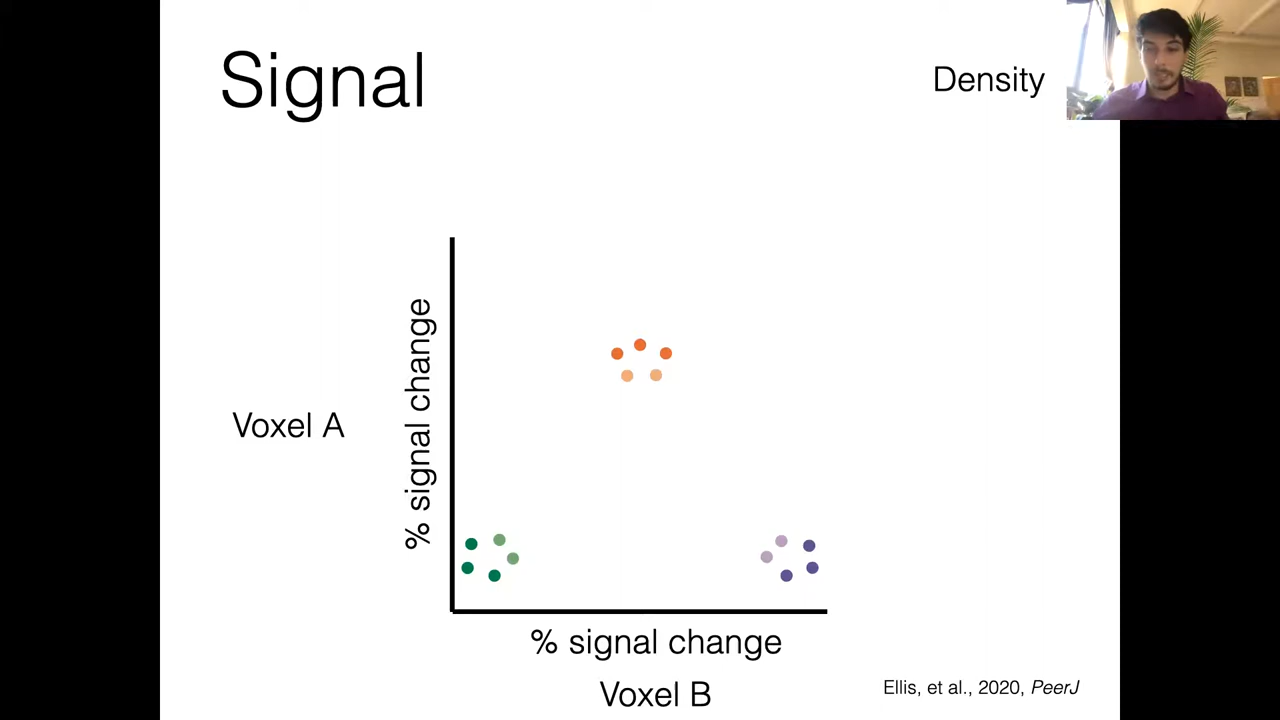 Signal
Density
% signal change
Voxel A
% signal change
Voxel B
Ellis, et al., 2020, PeerJ